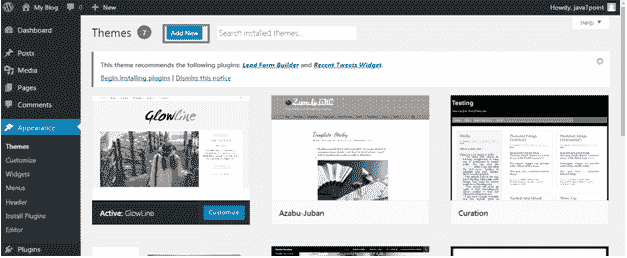 My Blog 0 + New Howdy, javaTpoint
Help
Dashboard
Posts
Media
Pages
Comments
Appearance
Themes
Customize
Widgets
Menus
Header
Install Plugins
Editor
Plugins
Themes 7 Add New Search installed themes...
This theme recommends the following plugins: Lead Form Builder and Recent Tweets Widget.
Begin installing plugins | Dismiss this notice
GlowLine
Active: GlowLine Customize
Template: Sticky
Azabu-Juban
Testing
Curation